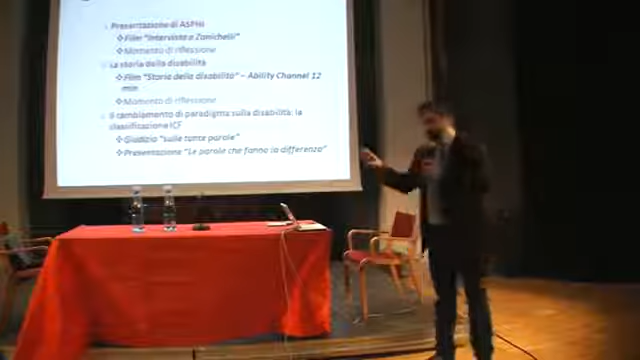 Presentazione di ASPHI
Film "Intervista a Zanichelli"
Momento di riflessione
La storia della disabilità
Film "Storia della disabilità" – Ability Channel 12
min
Momento di riflessione
Il cambiamento di paradigma sulla disabilità: la
classificazione ICF
Giudizio "sulle tante parole"
Presentazione "Le parole che fanno la differenza"